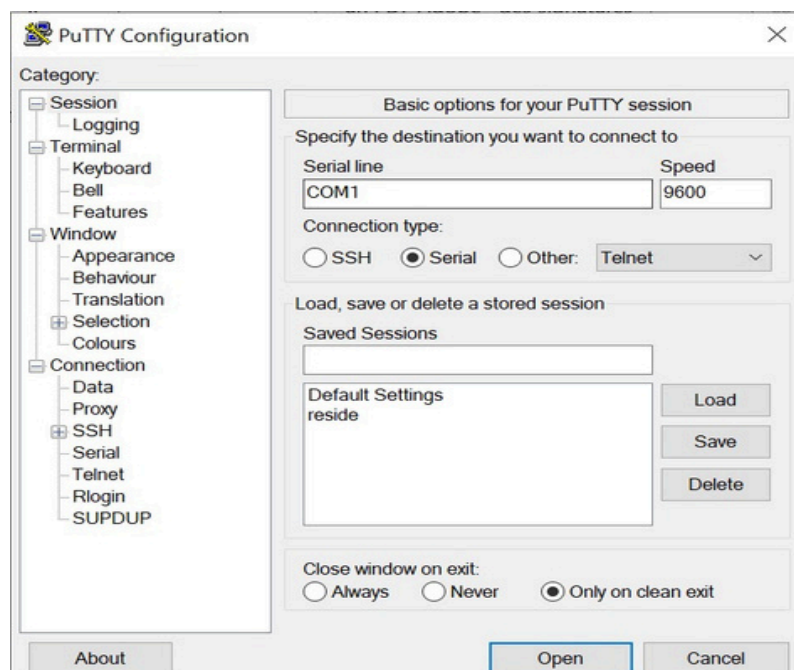 PuTTY Configuration
Category:
Session
Logging
Terminal
Keyboard
Bell
Features
Window
Appearance
Behaviour
Translation
Selection
Colours
Connection
Data
Proxy
SSH
Serial
Telnet
Rlogin
SUPDUP
Basic options for your PuTTY session
Specify the destination you want to connect to
Serial line Speed
COM1 9600
Connection type:
SSH Serial Other: Telnet
Load, save or delete a stored session
Saved Sessions
Default Settings
reside
Load
Save
Delete
Close window on exit:
Always Never Only on clean exit
About Open Cancel